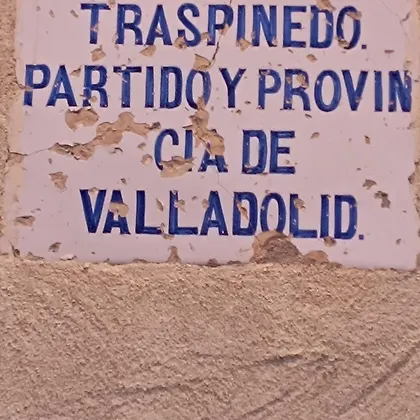 TRASPINEDO.
PARTIDO Y PROVIN
CIA DE
VALLADOLID.